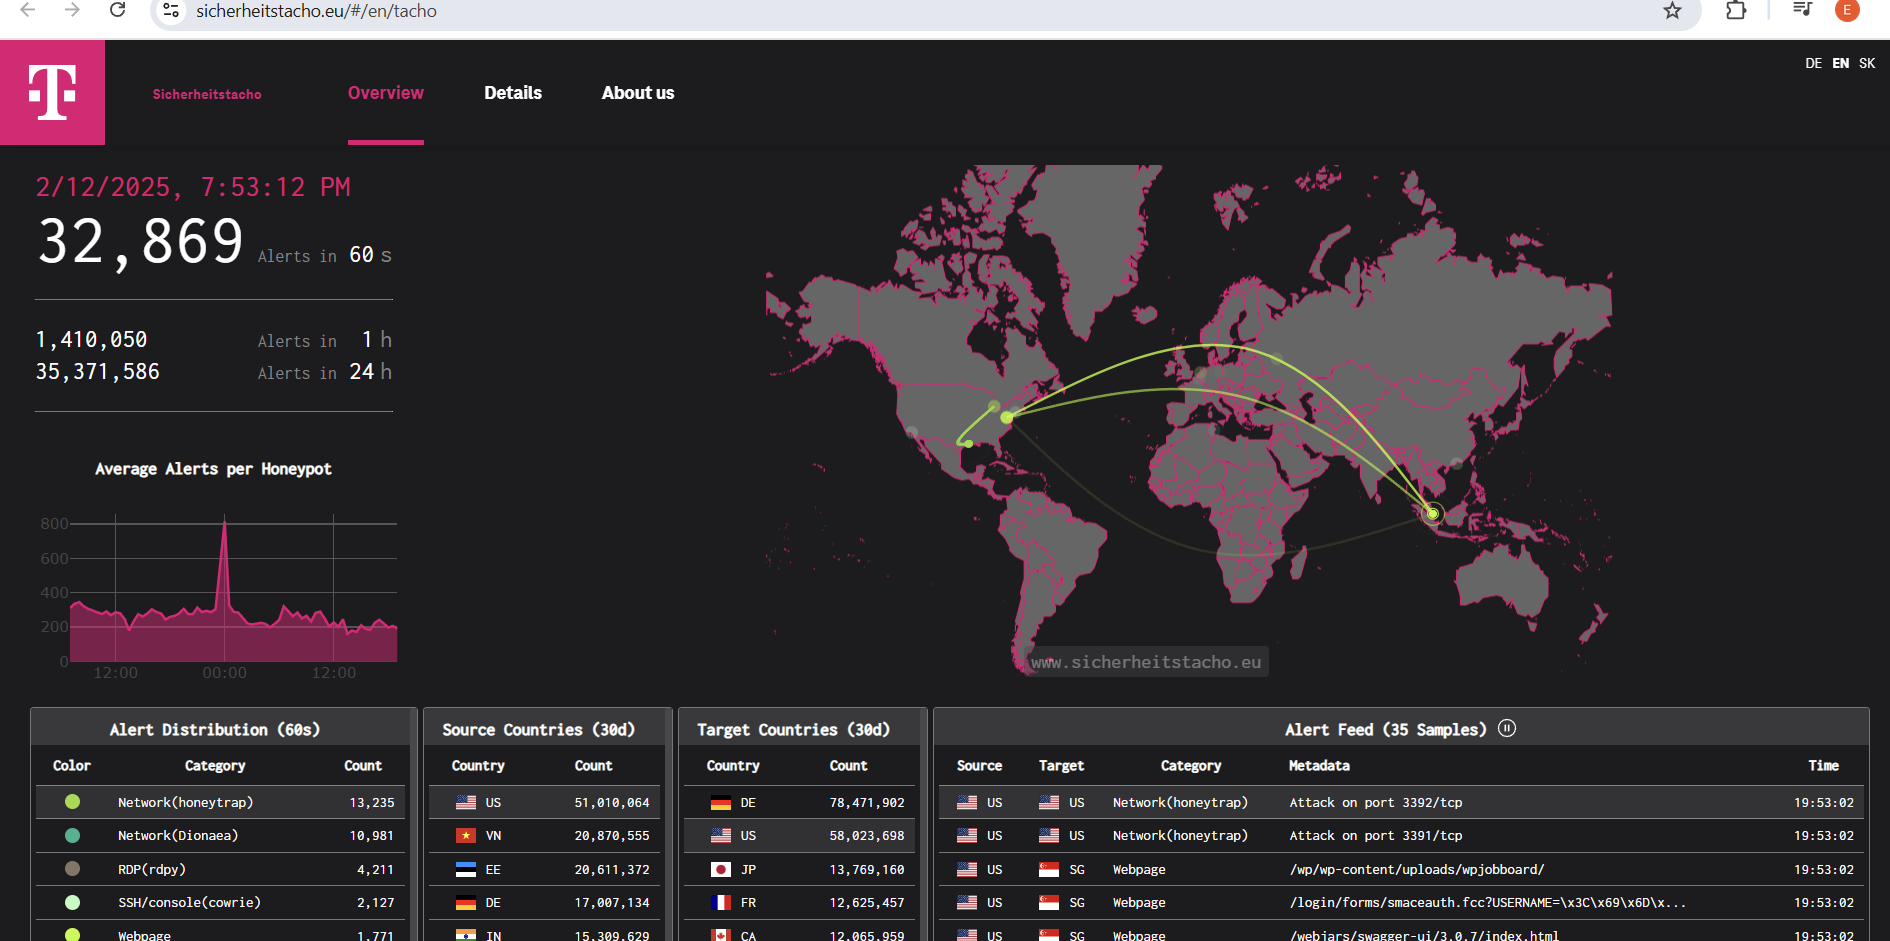 sicherheitstacho.eu/#/en/tacho
E
T
Sicherheitstacho
Overview
Details
About us
DE EN SK
2/12/2025, 7:53:12 PM
32,869 Alerts in 60 s
1,410,050 Alerts in 1 h
35,371,586 Alerts in 24 h
Average Alerts per Honeypot
800
600
400
200
0
12:00 00:00 12:00
www.sicherheitstacho.eu
Alert Distribution (60s)
Color Category Count
Network(honeytrap) 13,235
Network(Dionaea) 10,981
RDP(rdpy) 4,211
SSH/console(cowrie) 2,127
Webpage 1,771
Source Countries (30d)
Country Count
US 51,010,064
VN 20,870,555
EE 20,611,372
DE 17,007,134
IN 15,309,629
Target Countries (30d)
Country Count
DE 78,471,902
US 58,023,698
JP 13,769,160
FR 12,625,457
CA 12,065,959
Alert Feed (35 Samples)
Source Target Category Metadata Time
US US Network(honeytrap) Attack on port 3392/tcp 19:53:02
US US Network(honeytrap) Attack on port 3391/tcp 19:53:02
US SG Webpage /wp/wp-content/uploads/wpjobboard/ 19:53:02
US SG Webpage /login/forms/smaceauth.fcc?USERNAME=\x3C\x69\x6D\x... 19:53:02
US SG Webpage /webjars/swagger-ui/3.0.7/index.html 19:53:02